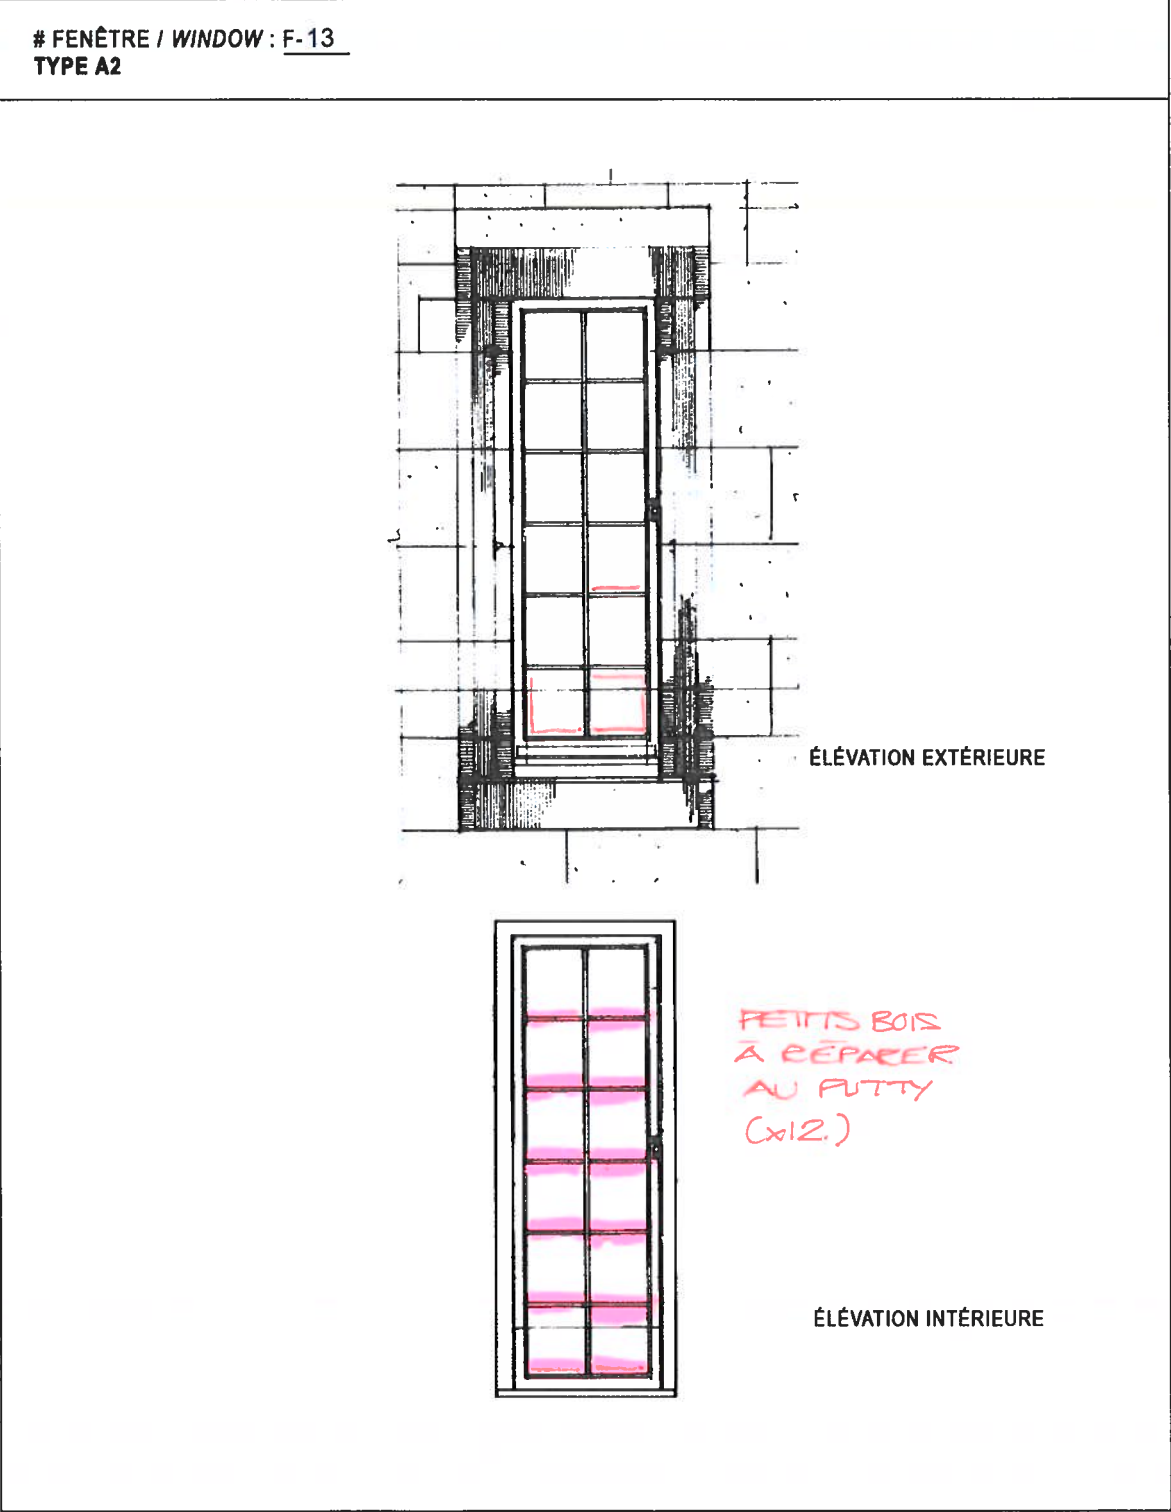 # FENÊTRE / WINDOW : F-13
TYPE A2
ÉLÉVATION EXTÉRIEURE
PETITS BOIS
À RÉPARER
AU PUTTY
(x12.)
ÉLÉVATION INTÉRIEURE